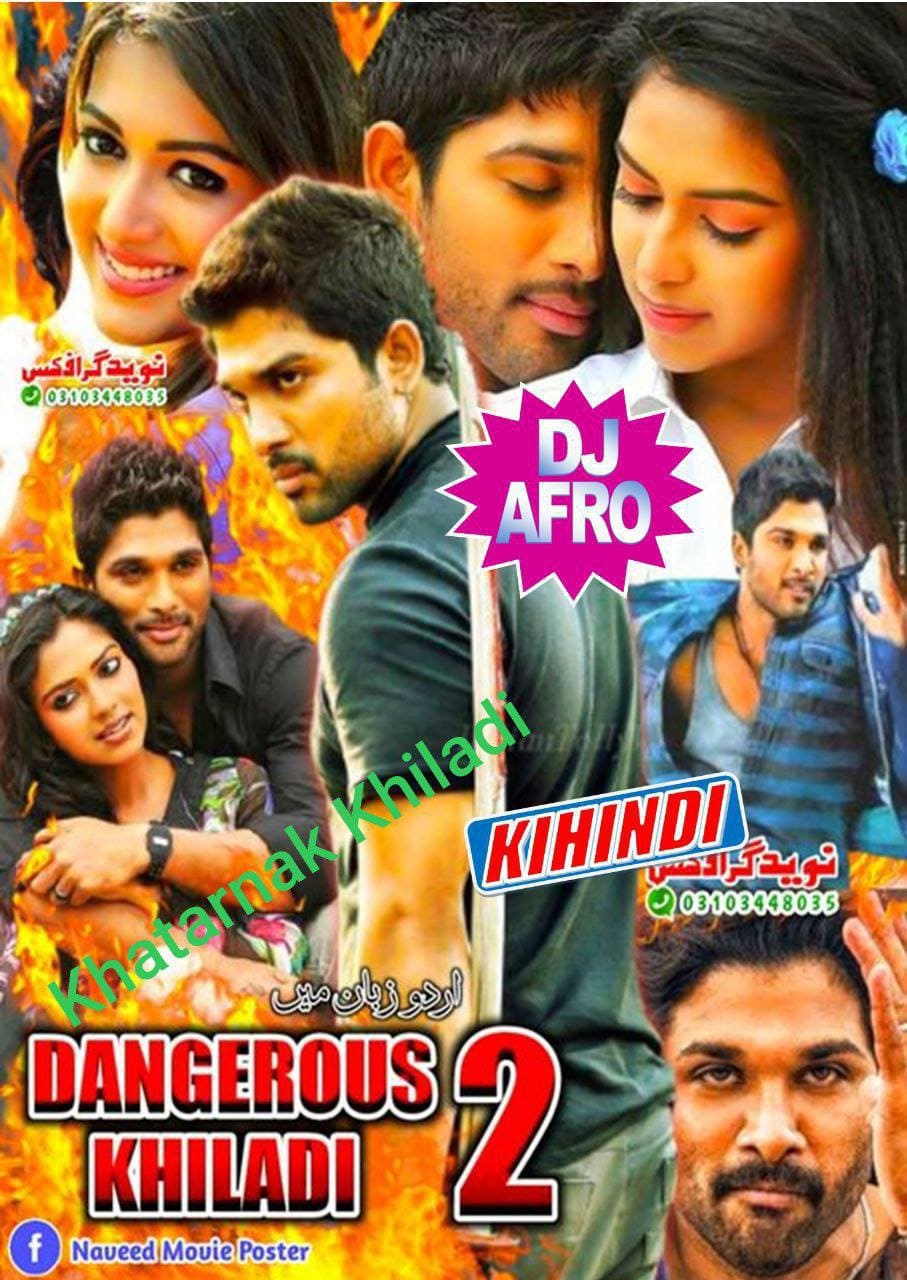 نوید گرافکس
03103448035
DJ
AFRO
Khatarnak Khiladi
KIHINDI
نوید گرافکس
03103448035
اردو زبان میں
DANGEROUS
KHILADI
2
f Naveed Movie Poster